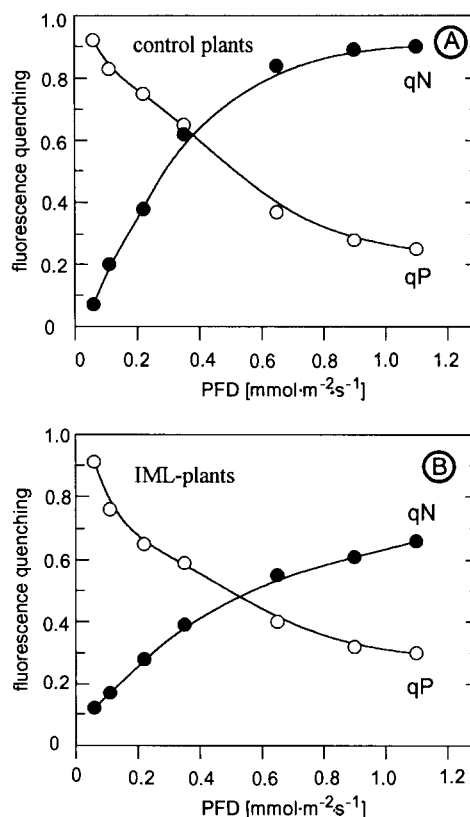 1.0
control plants
A
0.8
qN
0.6
fluorescence quenching
0.4
0.2
qP
0
0 0.2 0.4 0.6 0.8 1.0 1.2
PFD [mmol·m⁻²·s⁻¹]
1.0
IML-plants
B
0.8
qN
0.6
fluorescence quenching
0.4
0.2
qP
0
0 0.2 0.4 0.6 0.8 1.0 1.2
PFD [mmol·m⁻²·s⁻¹]